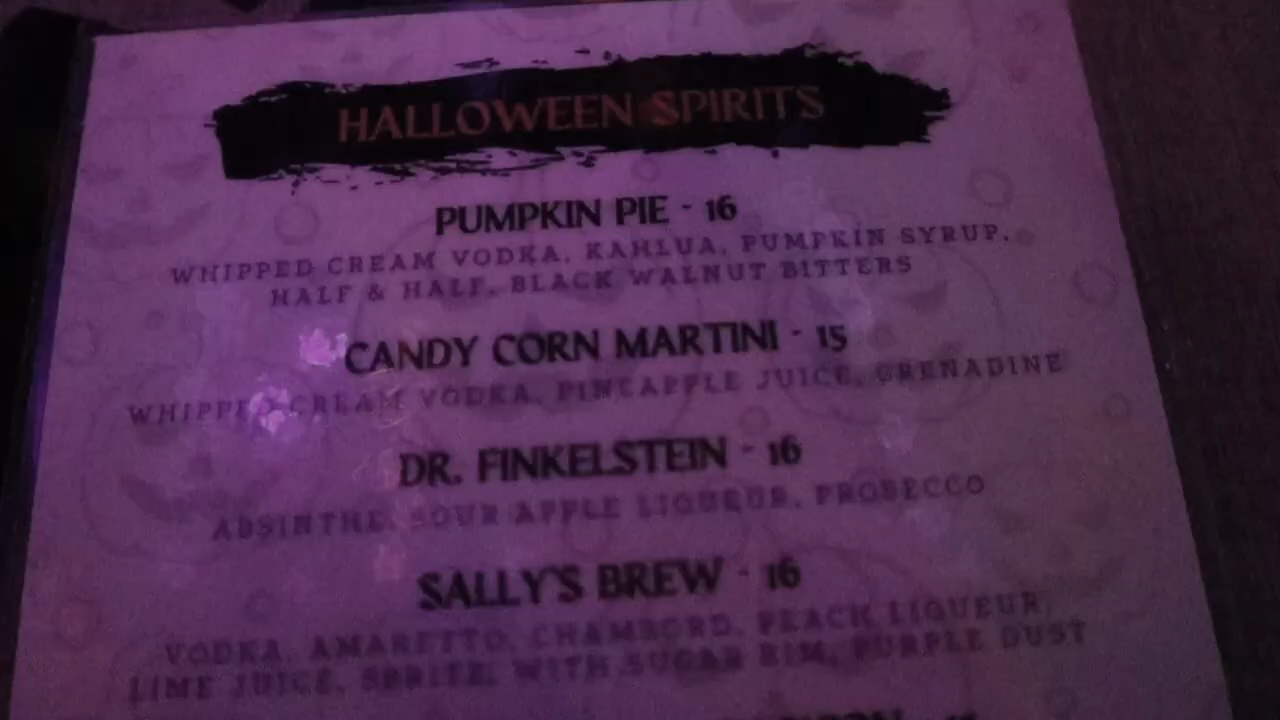 HALLOWEEN SPIRITS
PUMPKIN PIE - 16
WHIPPED CREAM VODKA, KAHLUA, PUMPKIN SYRUP,
HALF & HALF, BLACK WALNUT BITTERS
CANDY CORN MARTINI - 15
WHIPPED CREAM VODKA, PINEAPPLE JUICE, GRENADINE
DR. FINKELSTEIN - 16
ABSINTHE, SOUR APPLE LIQUEUR, PROSECCO
SALLY'S BREW - 16
VODKA, AMARETTO, CHAMBORD, PEACH LIQUEUR,
LIME JUICE, SPRITE, WITH SUGAR RIM, PURPLE DUST